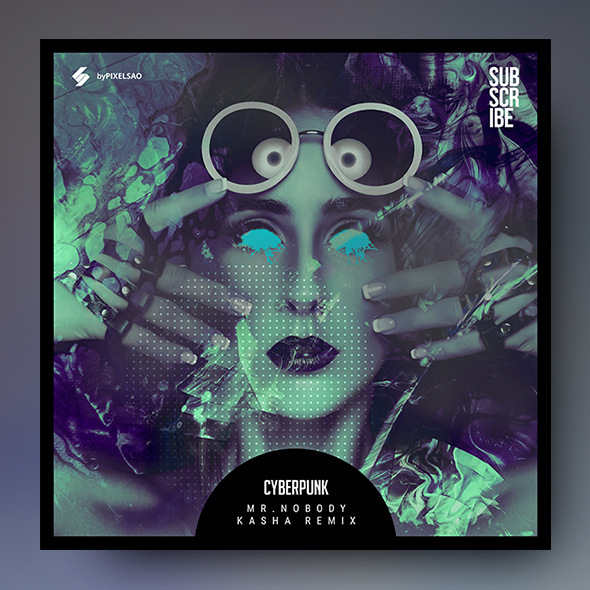 byPIXELSAO
SUB
SCR
IBE
CYBERPUNK
MR.NOBODY
KASHA REMIX